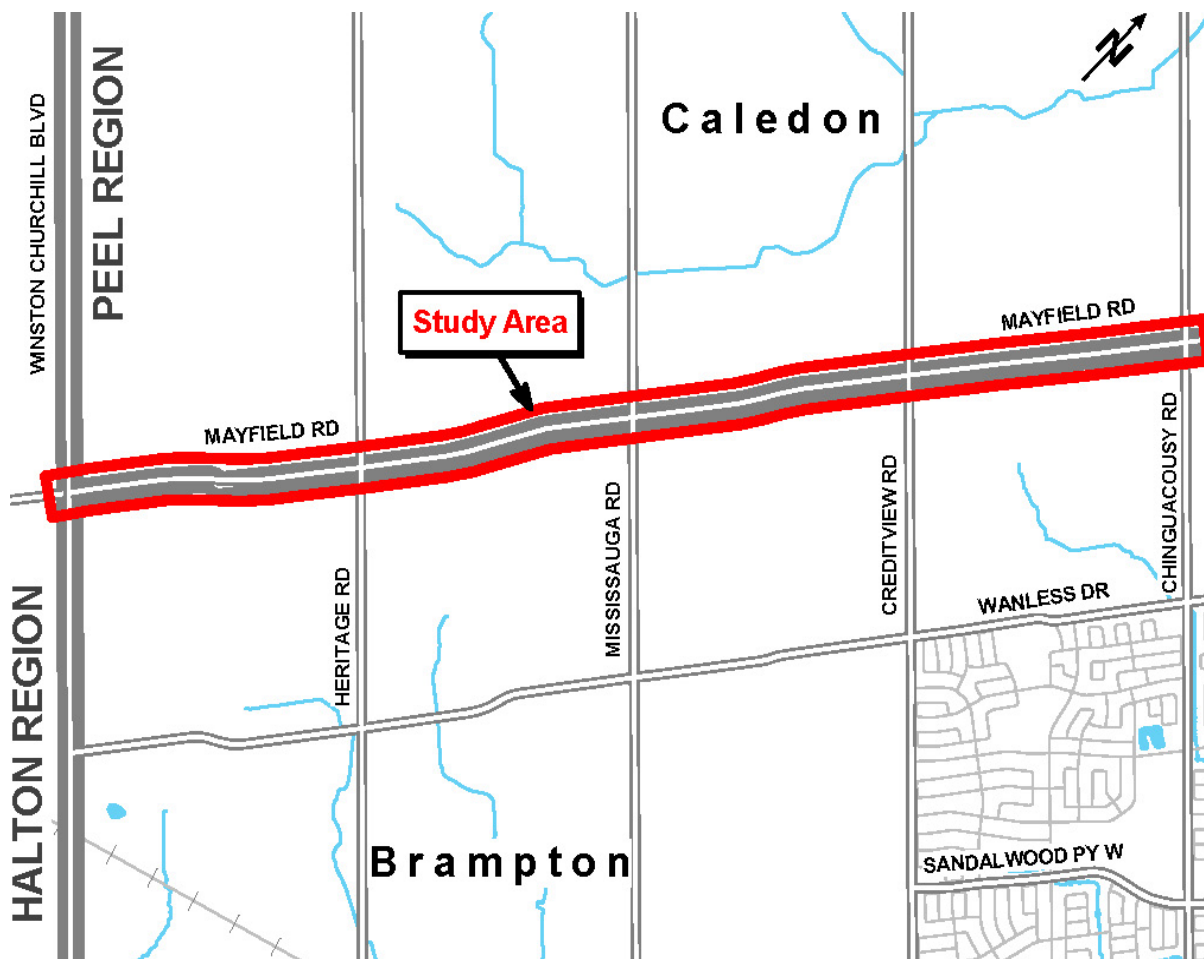 N
Caledon
WINSTON CHURCHILL BLVD
PEEL REGION
Study Area
MAYFIELD RD
MAYFIELD RD
CHINGUACOUSY RD
CREDITVIEW RD
MISSISSAUGA RD
HERITAGE RD
WANLESS DR
HALTON REGION
Brampton
SANDALWOOD PY W